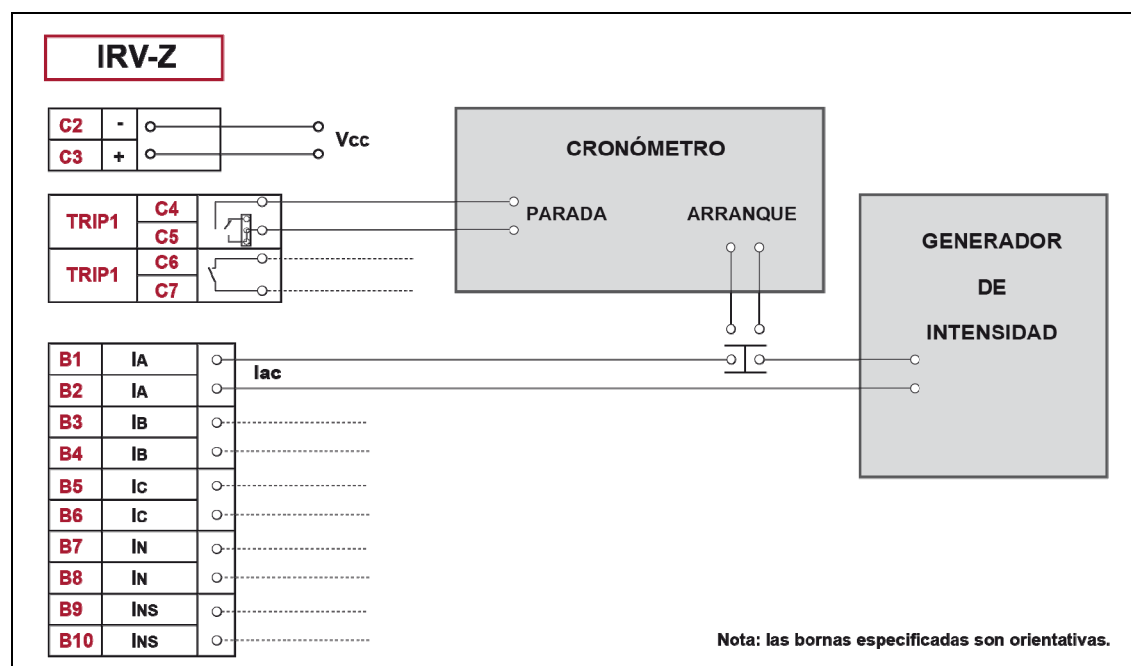 IRV-Z
C2 -
C3 +
Vcc
TRIP1 C4
C5
TRIP1 C6
C7
CRONÓMETRO
PARADA ARRANQUE
GENERADOR
DE
INTENSIDAD
B1 IA
B2 IA
Iac
B3 IB
B4 IB
B5 IC
B6 IC
B7 IN
B8 IN
B9 INS
B10 INS
Nota: las bornas especificadas son orientativas.